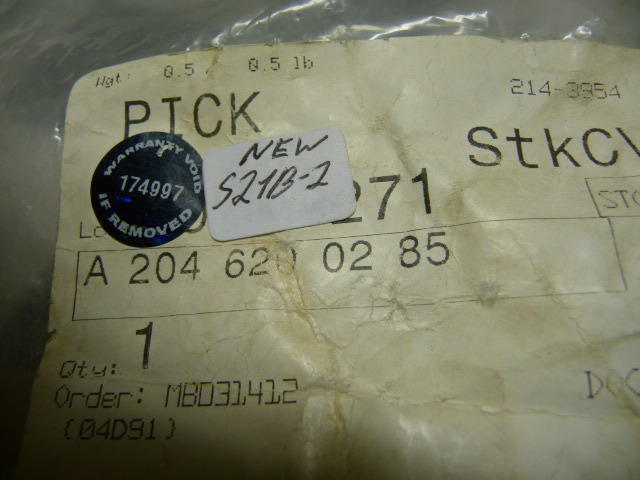 Wgt: 0.5 / 0.5 lb
214-3954
PICK
StkC
WARRANTY VOID
174997
IF REMOVED
NEW
S21B-2
271
A 204 620 02 85
1
Qty:
Order: MBD31412
(04D91)